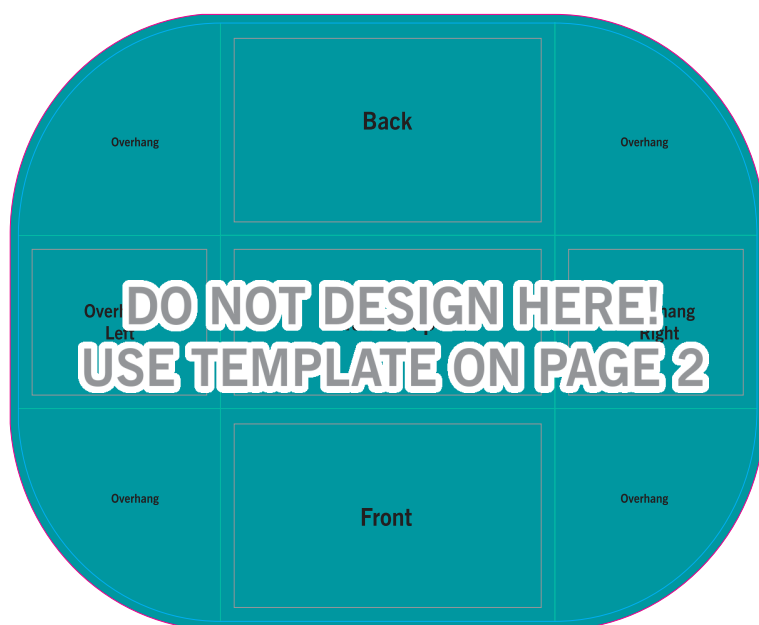 Back
Overhang
Overhang
DO NOT DESIGN HERE!
Left
Right
USE TEMPLATE ON PAGE 2
Overhang
Overhang
Front